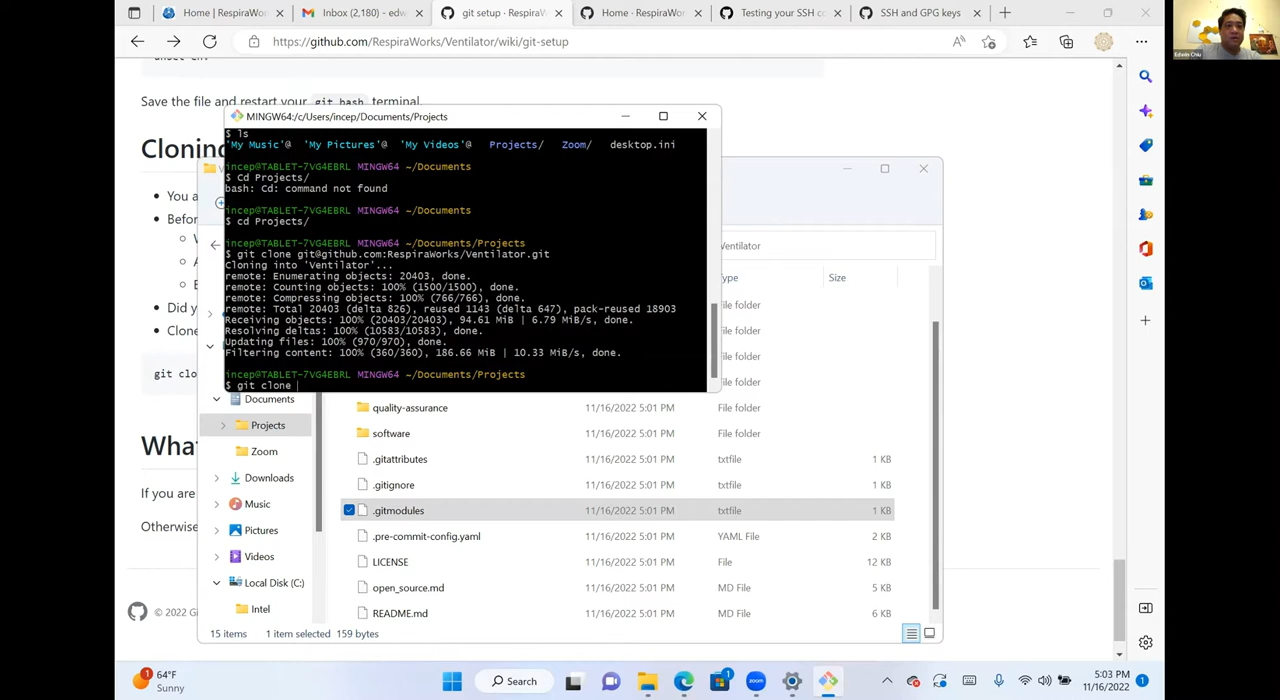 Home | RespiraWor
Inbox (2,180) - edw
git setup · RespiraW
Home · RespiraWor
Testing your SSH co
SSH and GPG keys
https://github.com/RespiraWorks/Ventilator/wiki/git-setup
Edwin Chiu
Save the file and restart your git bash terminal.
Cloning
You a
Befor
Did y
Clone
git clo
What
If you are
Otherwise
© 2022 Gi
MINGW64:/c/Users/incep/Documents/Projects
$ ls
'My Music'@ 'My Pictures'@ 'My Videos'@ Projects/ Zoom/ desktop.ini
incep@TABLET-7VG4EBRL MINGW64 ~/Documents
$ Cd Projects/
bash: Cd: command not found
incep@TABLET-7VG4EBRL MINGW64 ~/Documents
$ cd Projects/
incep@TABLET-7VG4EBRL MINGW64 ~/Documents/Projects
$ git clone git@github.com:RespiraWorks/Ventilator.git
Cloning into 'Ventilator'...
remote: Enumerating objects: 20403, done.
remote: Counting objects: 100% (1500/1500), done.
remote: Compressing objects: 100% (766/766), done.
remote: Total 20403 (delta 826), reused 1143 (delta 647), pack-reused 18903
Receiving objects: 100% (20403/20403), 94.61 MiB | 6.79 MiB/s, done.
Resolving deltas: 100% (10583/10583), done.
Updating files: 100% (970/970), done.
Filtering content: 100% (360/360), 186.66 MiB | 10.33 MiB/s, done.
incep@TABLET-7VG4EBRL MINGW64 ~/Documents/Projects
$ git clone
Ventilator
ype Size
File folder
File folder
File folder
File folder
Documents
Projects
Zoom
Downloads
Music
Pictures
Videos
Local Disk (C:)
Intel
quality-assurance 11/16/2022 5:01 PM File folder
software 11/16/2022 5:01 PM File folder
.gitattributes 11/16/2022 5:01 PM txtfile 1 KB
.gitignore 11/16/2022 5:01 PM txtfile 1 KB
.gitmodules 11/16/2022 5:01 PM txtfile 1 KB
.pre-commit-config.yaml 11/16/2022 5:01 PM YAML File 2 KB
LICENSE 11/16/2022 5:01 PM File 12 KB
open_source.md 11/16/2022 5:01 PM MD File 5 KB
README.md 11/16/2022 5:01 PM MD File 6 KB
15 items 1 item selected 159 bytes
1
64°F
Sunny
Search
zoom
1
5:03 PM
11/16/2022
1